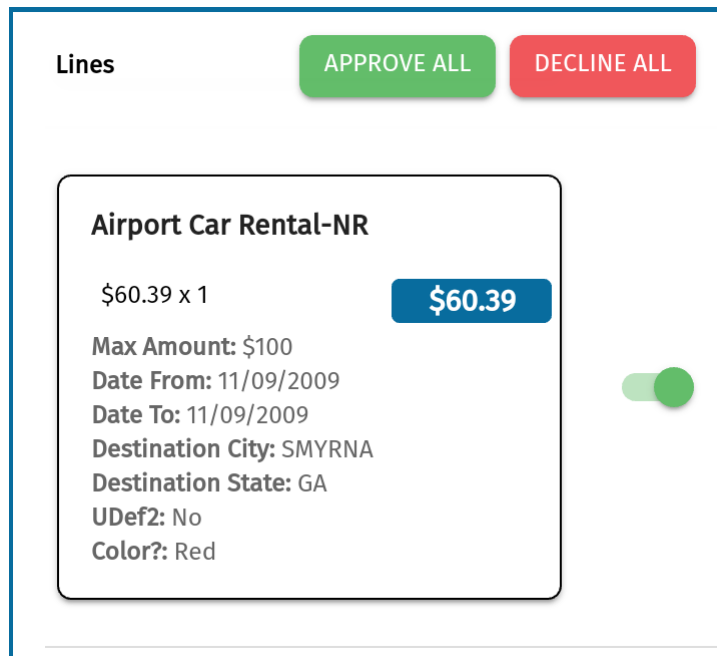 Lines
APPROVE ALL
DECLINE ALL
Airport Car Rental-NR
$60.39 x 1
$60.39
Max Amount: $100
Date From: 11/09/2009
Date To: 11/09/2009
Destination City: SMYRNA
Destination State: GA
UDef2: No
Color?: Red